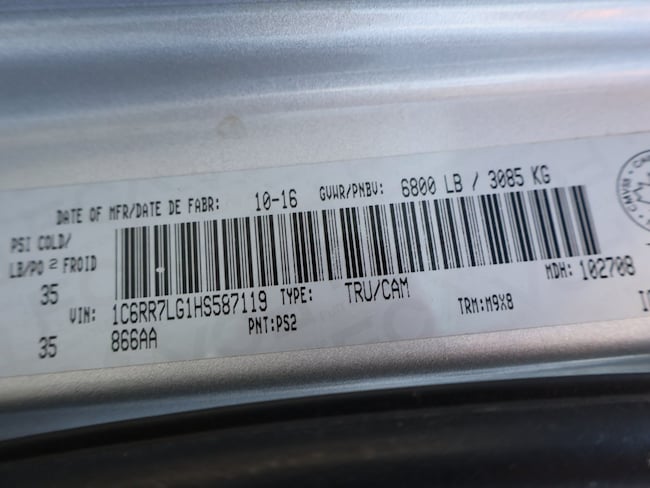 DATE OF MFR/DATE DE FABR: 10-16 GVWR/PNBV: 6800 LB / 3085 KG
PSI COLD/
LB/PO 2 FROID
35
VIN: 1C6RR7LG1HS587119 TYPE: TRU/CAM MDH: 102708
35
866AA PNT:PS2 TRM:M9X8
CMVM